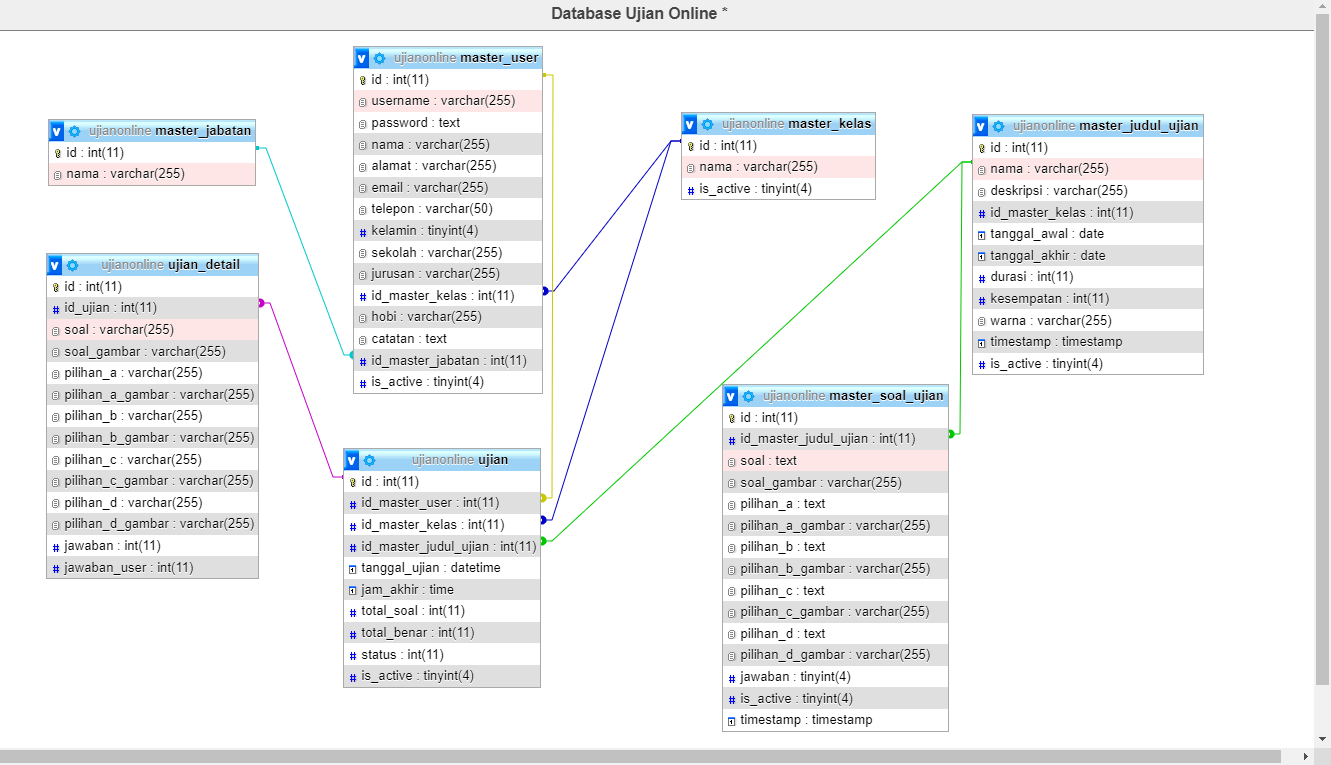 Database Ujian Online *
v ujianonline master_user
id : int(11)
username : varchar(255)
password : text
nama : varchar(255)
alamat : varchar(255)
email : varchar(255)
telepon : varchar(50)
kelamin : tinyint(4)
sekolah : varchar(255)
jurusan : varchar(255)
id_master_kelas : int(11)
hobi : varchar(255)
catatan : text
id_master_jabatan : int(11)
is_active : tinyint(4)
v ujianonline master_jabatan
id : int(11)
nama : varchar(255)
v ujianonline master_kelas
id : int(11)
nama : varchar(255)
is_active : tinyint(4)
v ujianonline master_judul_ujian
id : int(11)
nama : varchar(255)
deskripsi : varchar(255)
id_master_kelas : int(11)
tanggal_awal : date
tanggal_akhir : date
durasi : int(11)
kesempatan : int(11)
warna : varchar(255)
timestamp : timestamp
is_active : tinyint(4)
v ujianonline ujian_detail
id : int(11)
id_ujian : int(11)
soal : varchar(255)
soal_gambar : varchar(255)
pilihan_a : varchar(255)
pilihan_a_gambar : varchar(255)
pilihan_b : varchar(255)
pilihan_b_gambar : varchar(255)
pilihan_c : varchar(255)
pilihan_c_gambar : varchar(255)
pilihan_d : varchar(255)
pilihan_d_gambar : varchar(255)
jawaban : int(11)
jawaban_user : int(11)
v ujianonline ujian
id : int(11)
id_master_user : int(11)
id_master_kelas : int(11)
id_master_judul_ujian : int(11)
tanggal_ujian : datetime
jam_akhir : time
total_soal : int(11)
total_benar : int(11)
status : int(11)
is_active : tinyint(4)
v ujianonline master_soal_ujian
id : int(11)
id_master_judul_ujian : int(11)
soal : text
soal_gambar : varchar(255)
pilihan_a : text
pilihan_a_gambar : varchar(255)
pilihan_b : text
pilihan_b_gambar : varchar(255)
pilihan_c : text
pilihan_c_gambar : varchar(255)
pilihan_d : text
pilihan_d_gambar : varchar(255)
jawaban : tinyint(4)
is_active : tinyint(4)
timestamp : timestamp